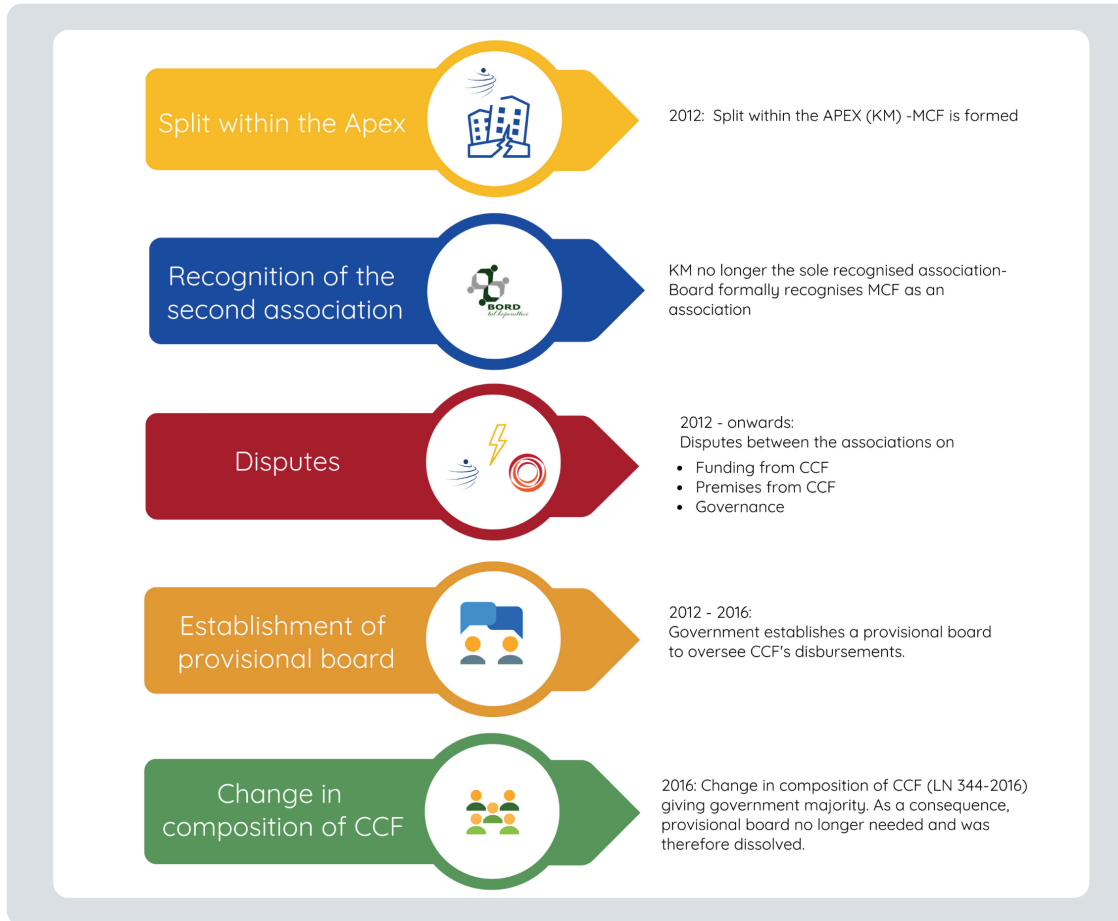 Split within the Apex
2012:  Split within the APEX (KM) -MCF is formed
Recognition of the
second association
BORD
tal-koperattivi
KM no longer the sole recognised association-
Board formally recognises MCF as an
association
Disputes
2012 - onwards:
Disputes between the associations on
• Funding from CCF
• Premises from CCF
• Governance
Establishment of
provisional board
2012 - 2016:
Government establishes a provisional board
to oversee CCF's disbursements.
Change in
composition of CCF
2016: Change in composition of CCF (LN 344-2016)
giving government majority. As a consequence,
provisional board no longer needed and was
therefore dissolved.